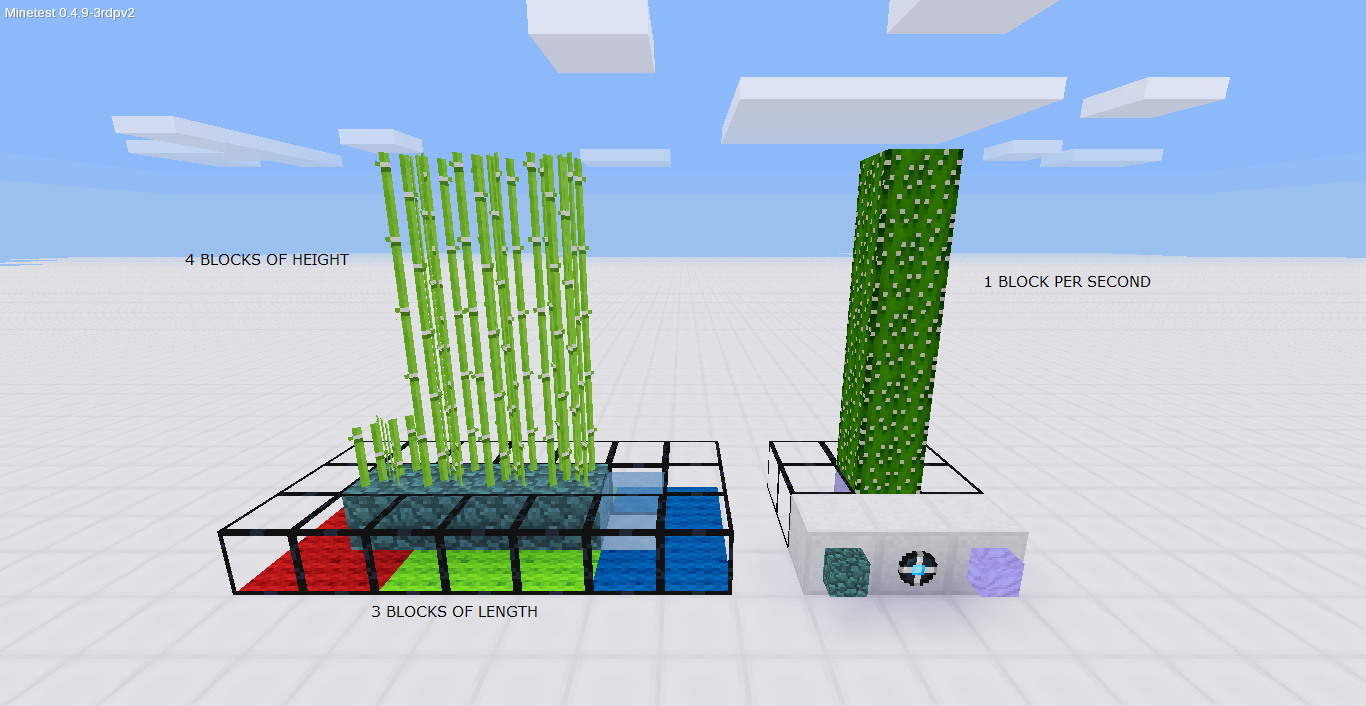 Minetest 0.4.9-3rdpv2
4 BLOCKS OF HEIGHT
1 BLOCK PER SECOND
3 BLOCKS OF LENGTH